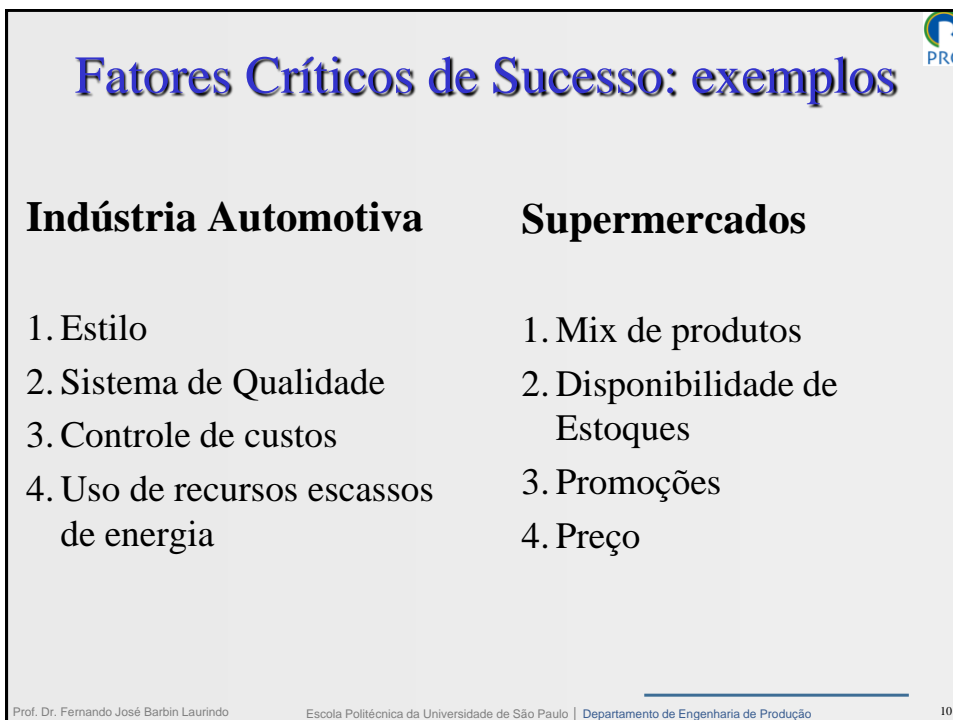 Fatores Críticos de Sucesso: exemplos
Indústria Automotiva
1. Estilo
2. Sistema de Qualidade
3. Controle de custos
4. Uso de recursos escassos
de energia
Supermercados
1. Mix de produtos
2. Disponibilidade de
Estoques
3. Promoções
4. Preço
Prof. Dr. Fernando José Barbin Laurindo
Escola Politécnica da Universidade de São Paulo | Departamento de Engenharia de Produção
10